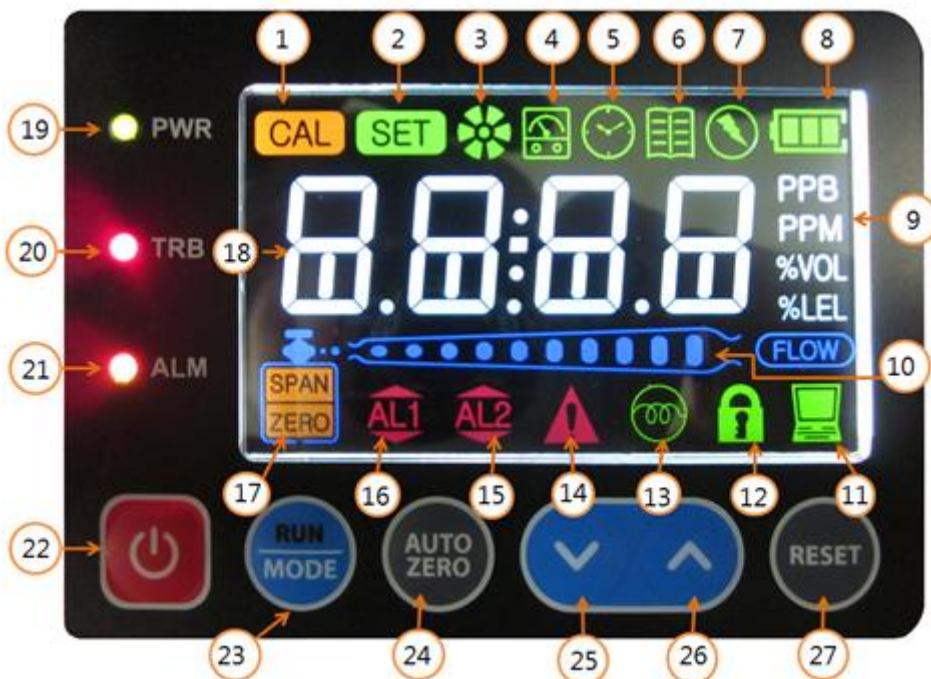 1 2 3 4 5 6 7 8
19 PWR CAL SET
PPB
9
PPM
20 TRB 18 8.8:8.8 %VOL
%LEL
21 ALM FLOW 10
SPAN AL1 AL2
ZERO
17 16 15 14 13 12 11
22 RUN AUTO RESET
MODE ZERO
23 24 25 26 27